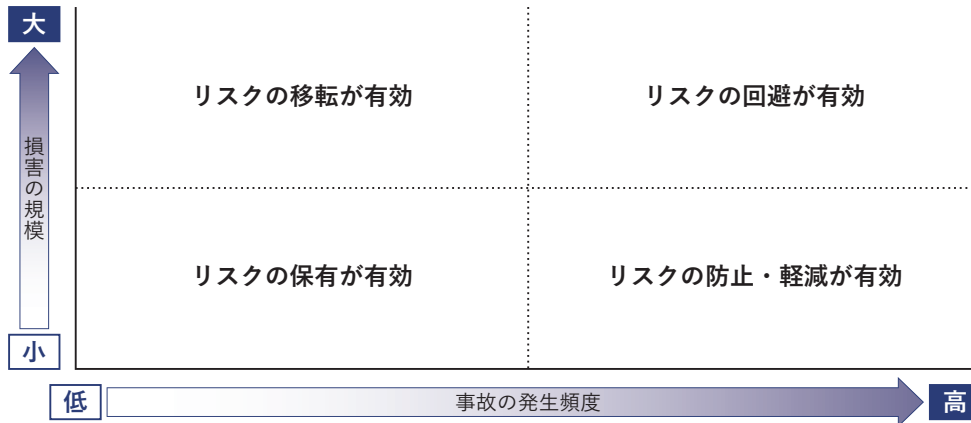 大
リスクの移転が有効
リスクの回避が有効
損害の規模
リスクの保有が有効
リスクの防止・軽減が有効
小
低
事故の発生頻度
高